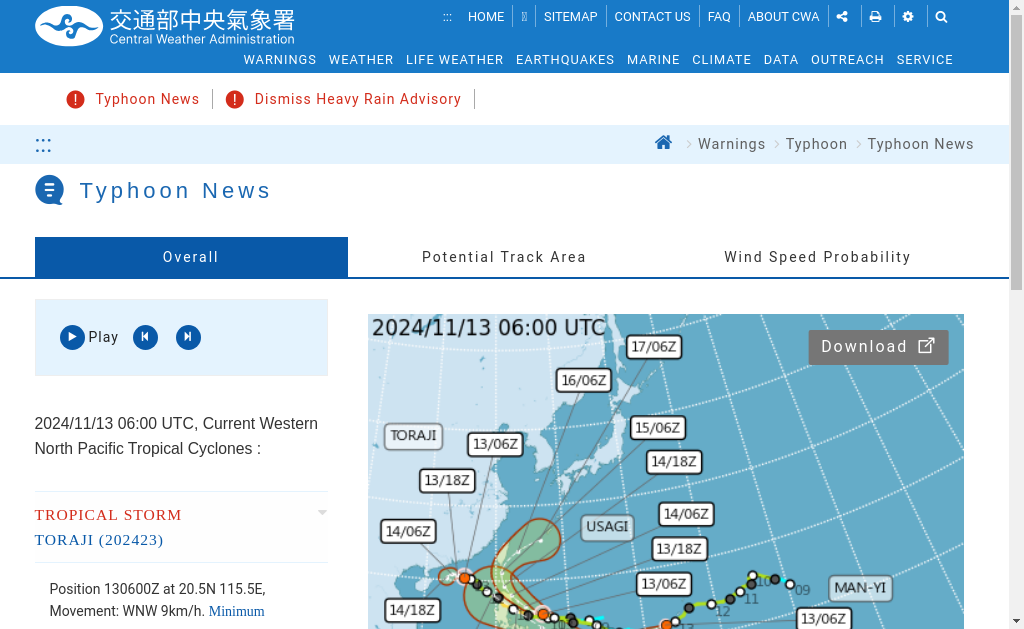 交通部中央氣象署
Central Weather Administration
::: HOME SITEMAP CONTACT US FAQ ABOUT CWA
WARNINGS WEATHER LIFE WEATHER EARTHQUAKES MARINE CLIMATE DATA OUTREACH SERVICE
Typhoon News Dismiss Heavy Rain Advisory
::: Warnings Typhoon Typhoon News
Typhoon News
Overall Potential Track Area Wind Speed Probability
Play
2024/11/13 06:00 UTC, Current Western
North Pacific Tropical Cyclones :
TROPICAL STORM
TORAJI (202423)
Position 130600Z at 20.5N 115.5E,
Movement: WNW 9km/h. Minimum
2024/11/13 06:00 UTC
Download
17/06Z
16/06Z
15/06Z
TORAJI
13/06Z
14/18Z
13/18Z
14/06Z
USAGI
14/06Z
13/18Z
13/06Z
MAN-YI
10
09
11
12
14/18Z
13/06Z